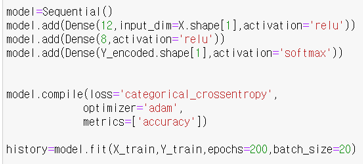 model=Sequential()
model.add(Dense(12,input_dim=X.shape[1],activation='relu'))
model.add(Dense(8,activation='relu'))
model.add(Dense(Y_encoded.shape[1],activation='softmax'))
model.compile(loss='categorical_crossentropy',
optimizer='adam',
metrics=['accuracy'])
history=model.fit(X_train,Y_train,epochs=200,batch_size=20)